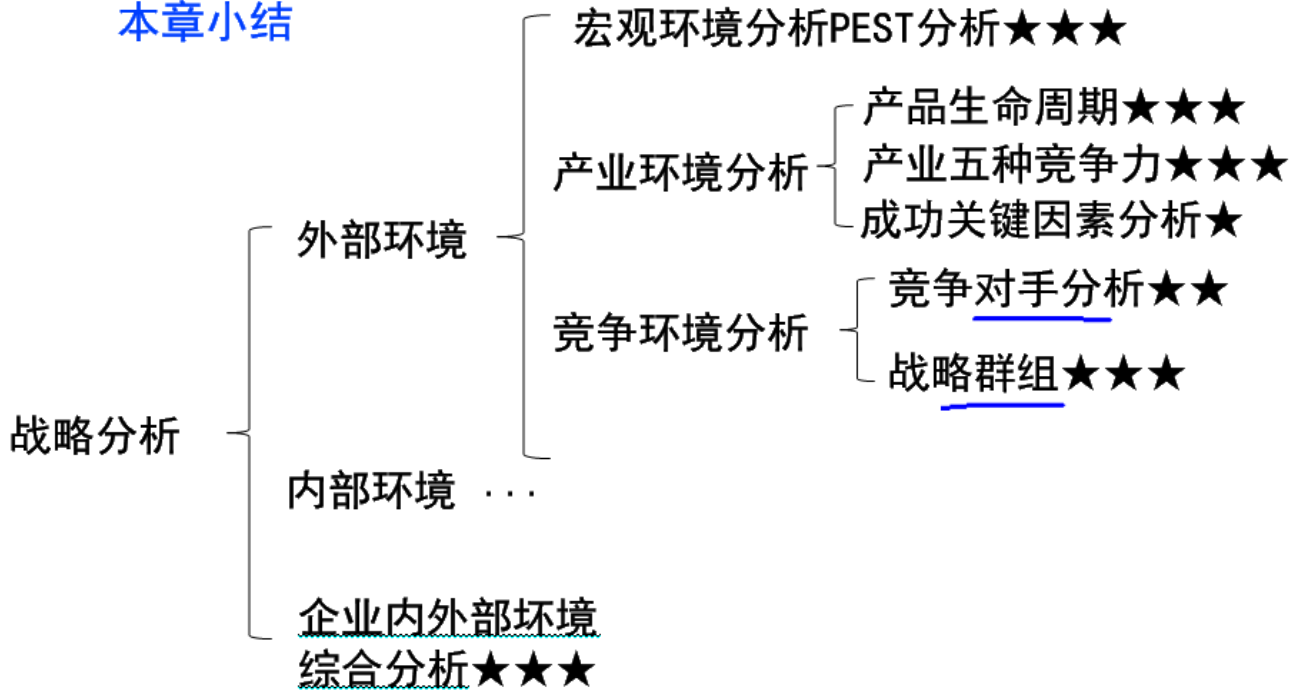 本章小结
宏观环境分析PEST分析★★★
产品生命周期★★★
产业环境分析
产业五种竞争力★★★
成功关键因素分析★
外部环境
竞争对手分析★★
竞争环境分析
战略群组★★★
战略分析
内部环境 ...
企业内外部坏境
综合分析★★★